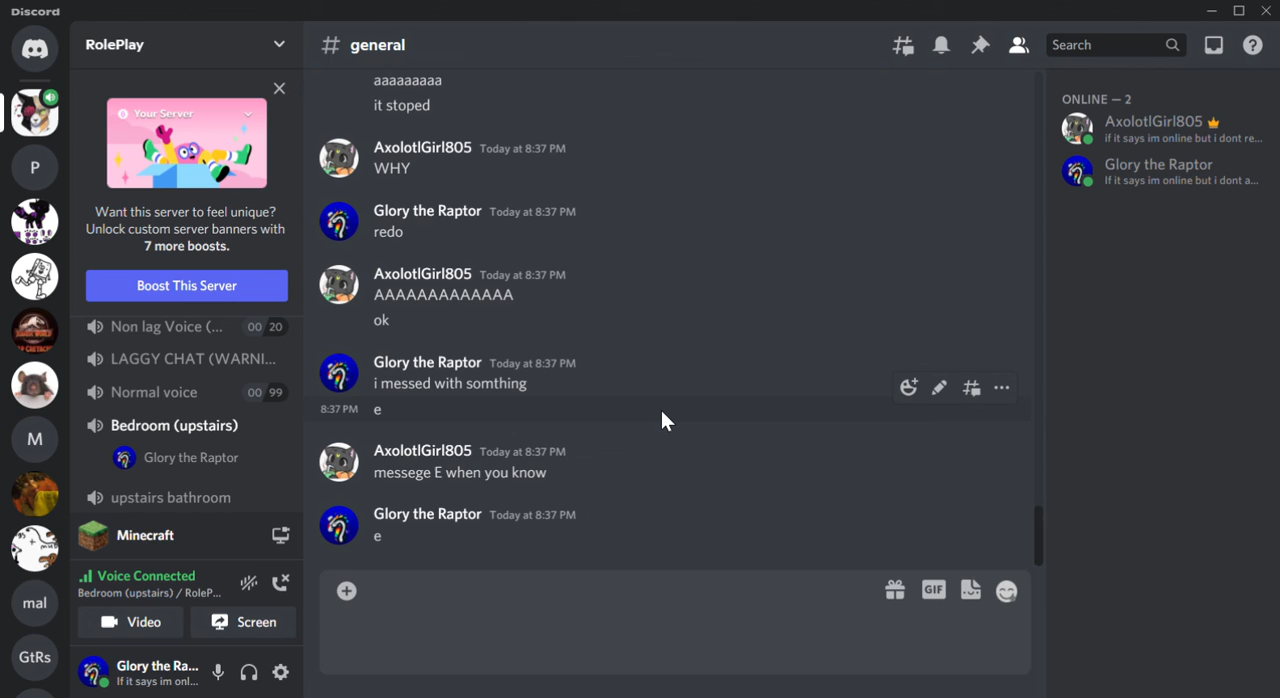 Discord
RolePlay
# general
Search
Your Server
Want this server to feel unique?
Unlock custom server banners with
7 more boosts.
Boost This Server
Non lag Voice (... 00 20
LAGGY CHAT (WARNI...
Normal voice 00 99
Bedroom (upstairs)
Glory the Raptor
upstairs bathroom
Minecraft
Voice Connected
Bedroom (upstairs) / RoleP...
Video
Screen
Glory the Ra...
If it says im onl...
P
M
mal
GtRs
aaaaaaaaa
it stoped
AxolotlGirl805 Today at 8:37 PM
WHY
Glory the Raptor Today at 8:37 PM
redo
AxolotlGirl805 Today at 8:37 PM
AAAAAAAAAAAAA
ok
Glory the Raptor Today at 8:37 PM
i messed with somthing
8:37 PM e
AxolotlGirl805 Today at 8:37 PM
messege E when you know
Glory the Raptor Today at 8:37 PM
e
GIF
ONLINE — 2
AxolotlGirl805
if it says im online but i dont re...
Glory the Raptor
If it says im online but i dont a...